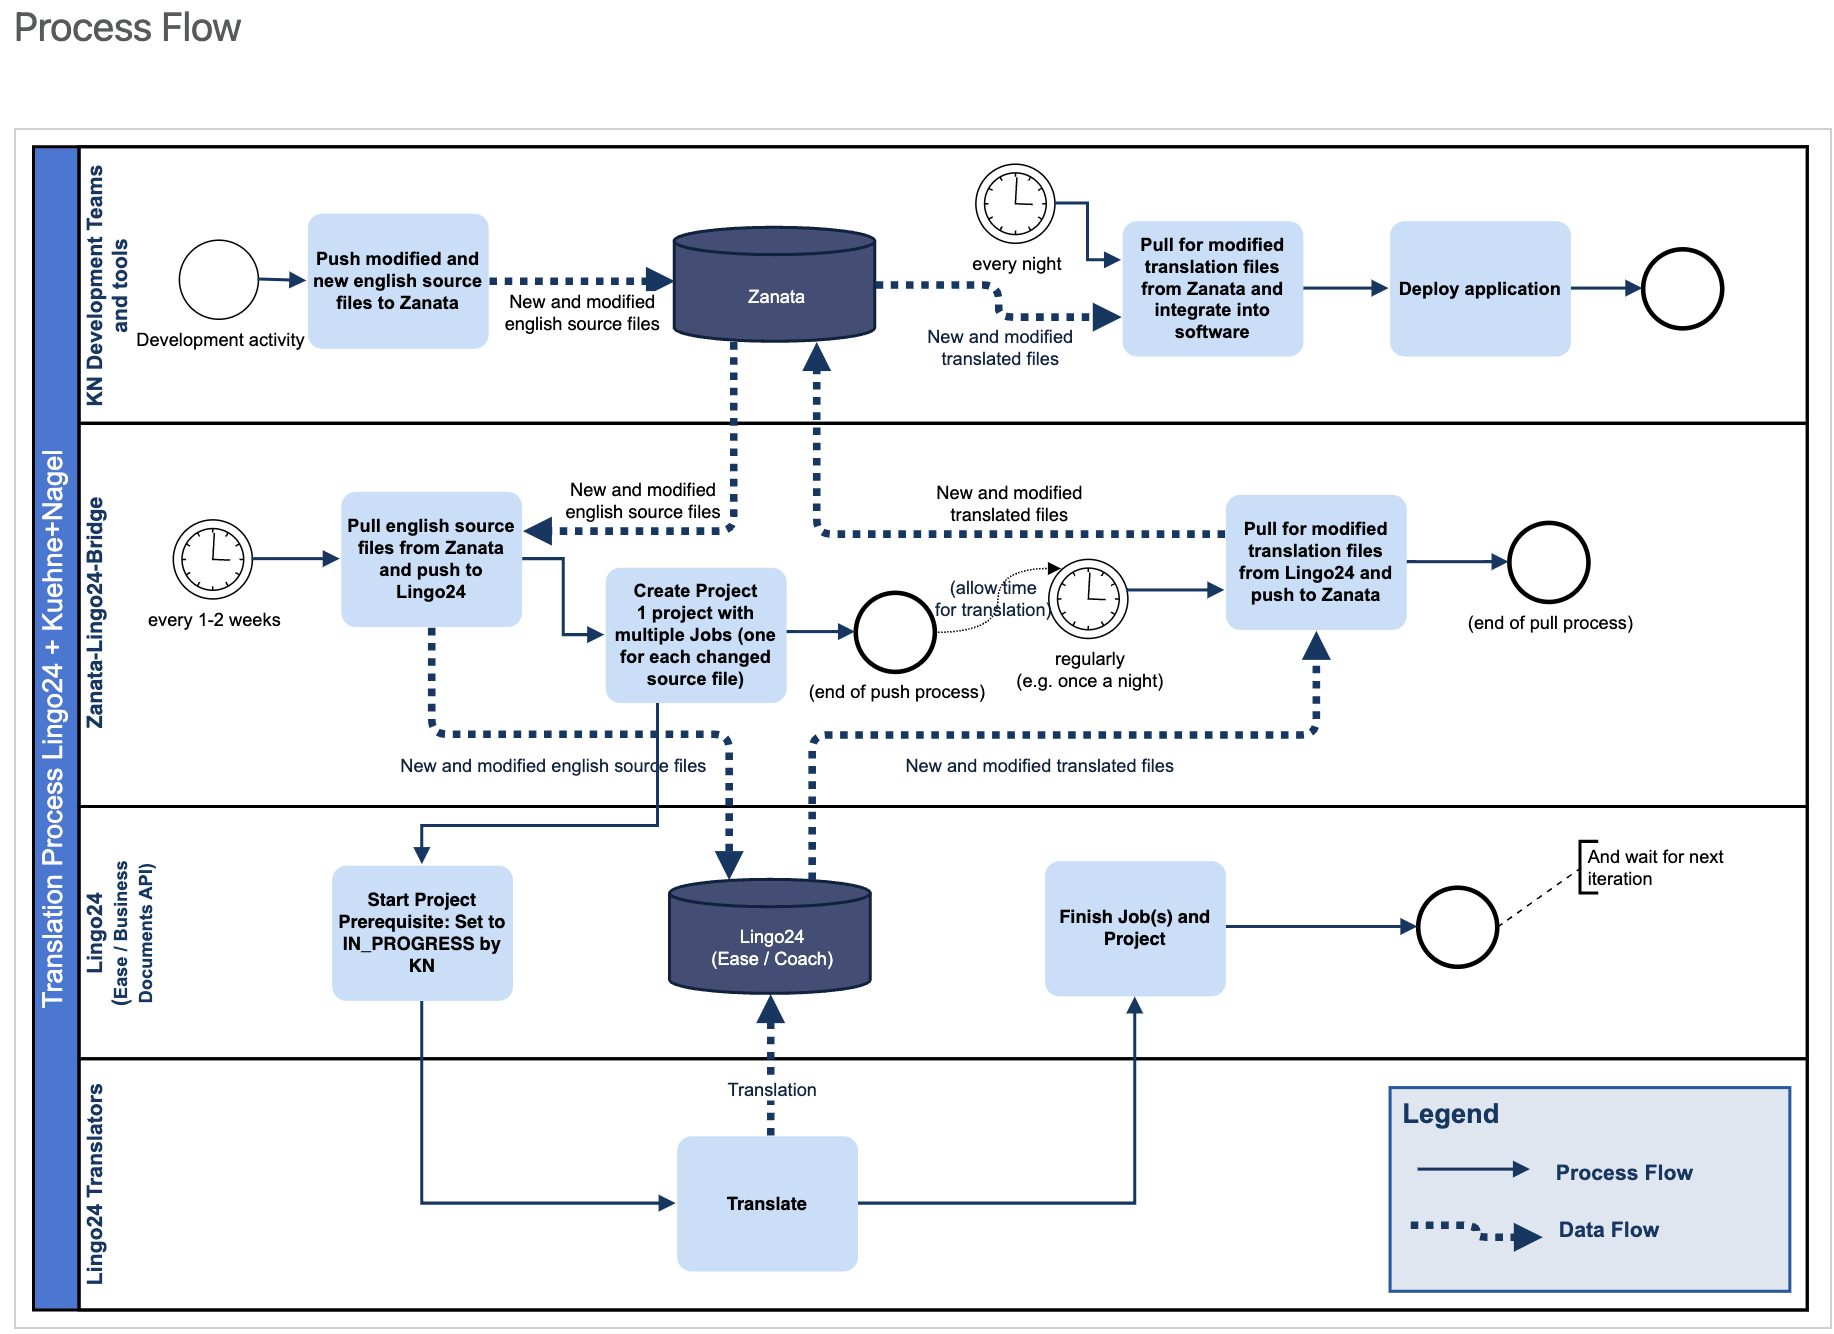 Process Flow
Translation Process Lingo24 + Kuehne+Nagel
KN Development Teams
and tools
Development activity
Push modified and
new english source
files to Zanata
New and modified
english source files
Zanata
every night
New and modified
translated files
Pull for modified
translation files
from Zanata and
integrate into
software
Deploy application
Zanata-Lingo24-Bridge
every 1-2 weeks
Pull english source
files from Zanata
and push to
Lingo24
New and modified
english source files
Create Project
1 project with
multiple Jobs (one
for each changed
source file)
(end of push process)
(allow time
for translation)
regularly
(e.g. once a night)
New and modified
translated files
Pull for modified
translation files
from Lingo24 and
push to Zanata
(end of pull process)
New and modified english source files
New and modified translated files
Lingo24
(Ease / Business
Documents API)
Start Project
Prerequisite: Set to
IN_PROGRESS by
KN
Lingo24
(Ease / Coach)
Finish Job(s) and
Project
And wait for next
iteration
Lingo24 Translators
Translation
Translate
Legend
Process Flow
Data Flow